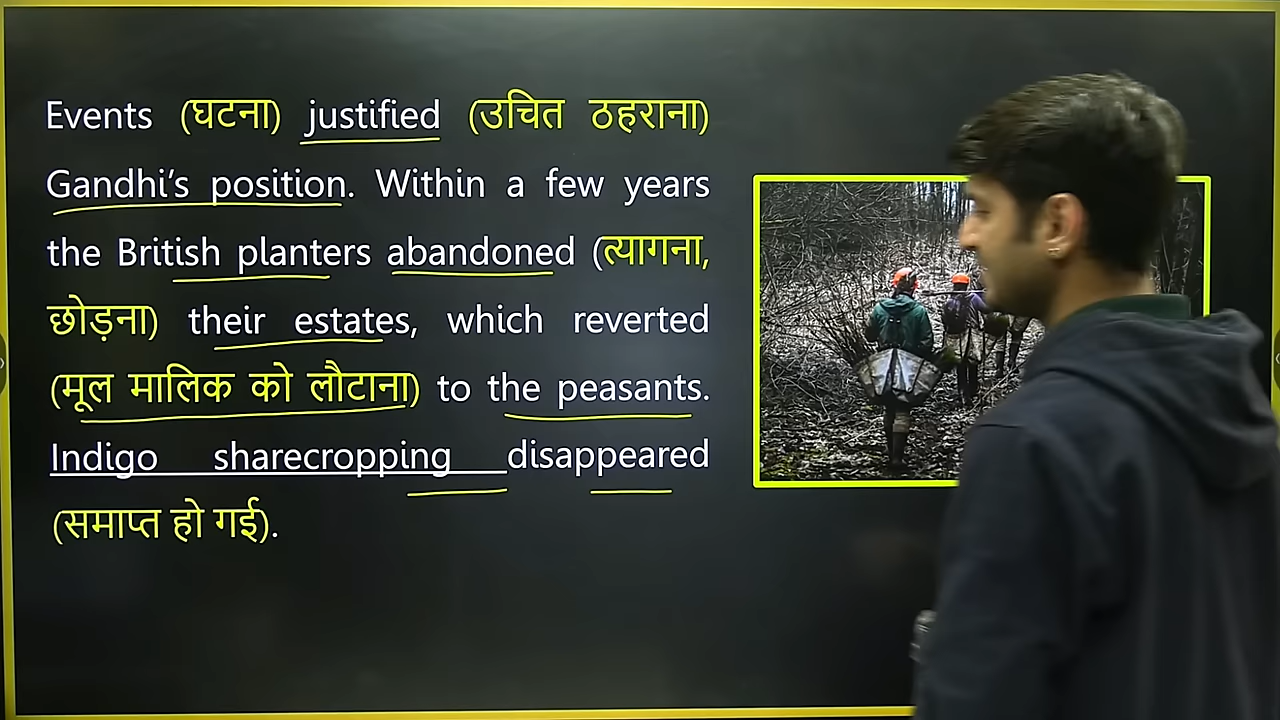 Events (घटना) justified (उचित ठहराना)
Gandhi's position. Within a few years
the British planters abandoned (त्यागना,
छोड़ना) their estates, which reverted
(मूल मालिक को लौटाना) to the peasants.
Indigo sharecropping disappeared
(समाप्त हो गई).